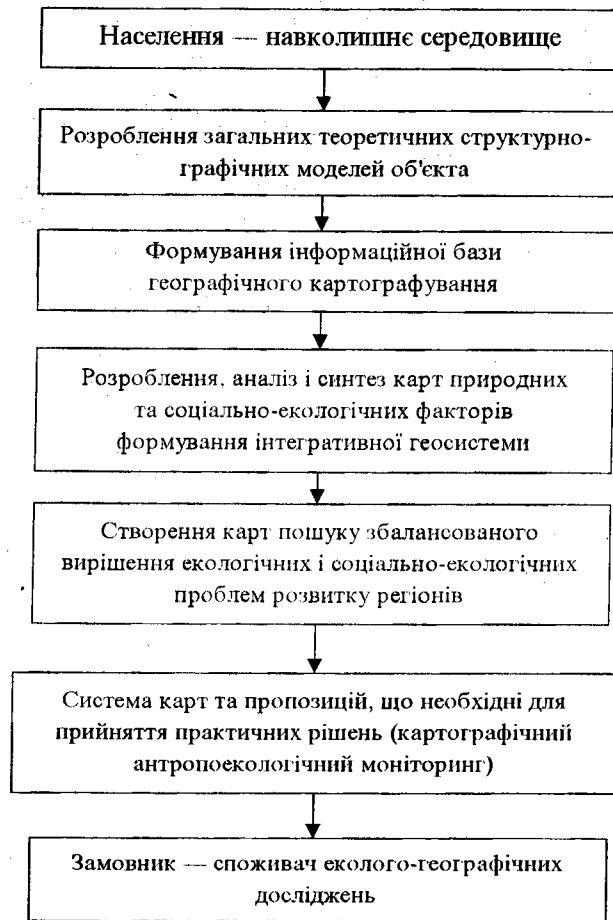 Населення — навколишнє середовище
Розроблення загальних теоретичних структурно-
графічних моделей об'єкта
Формування інформаційної бази
географічного картографування
Розроблення, аналіз і синтез карт природних
та соціально-екологічних факторів
формування інтегративної геосистеми
Створення карт пошуку збалансованого
вирішення екологічних і соціально-екологічних
проблем розвитку регіонів
Система карт та пропозицій, що необхідні для
прийняття практичних рішень (картографічний
антропоекологічний моніторинг)
Замовник — споживач еколого-географічних
досліджень